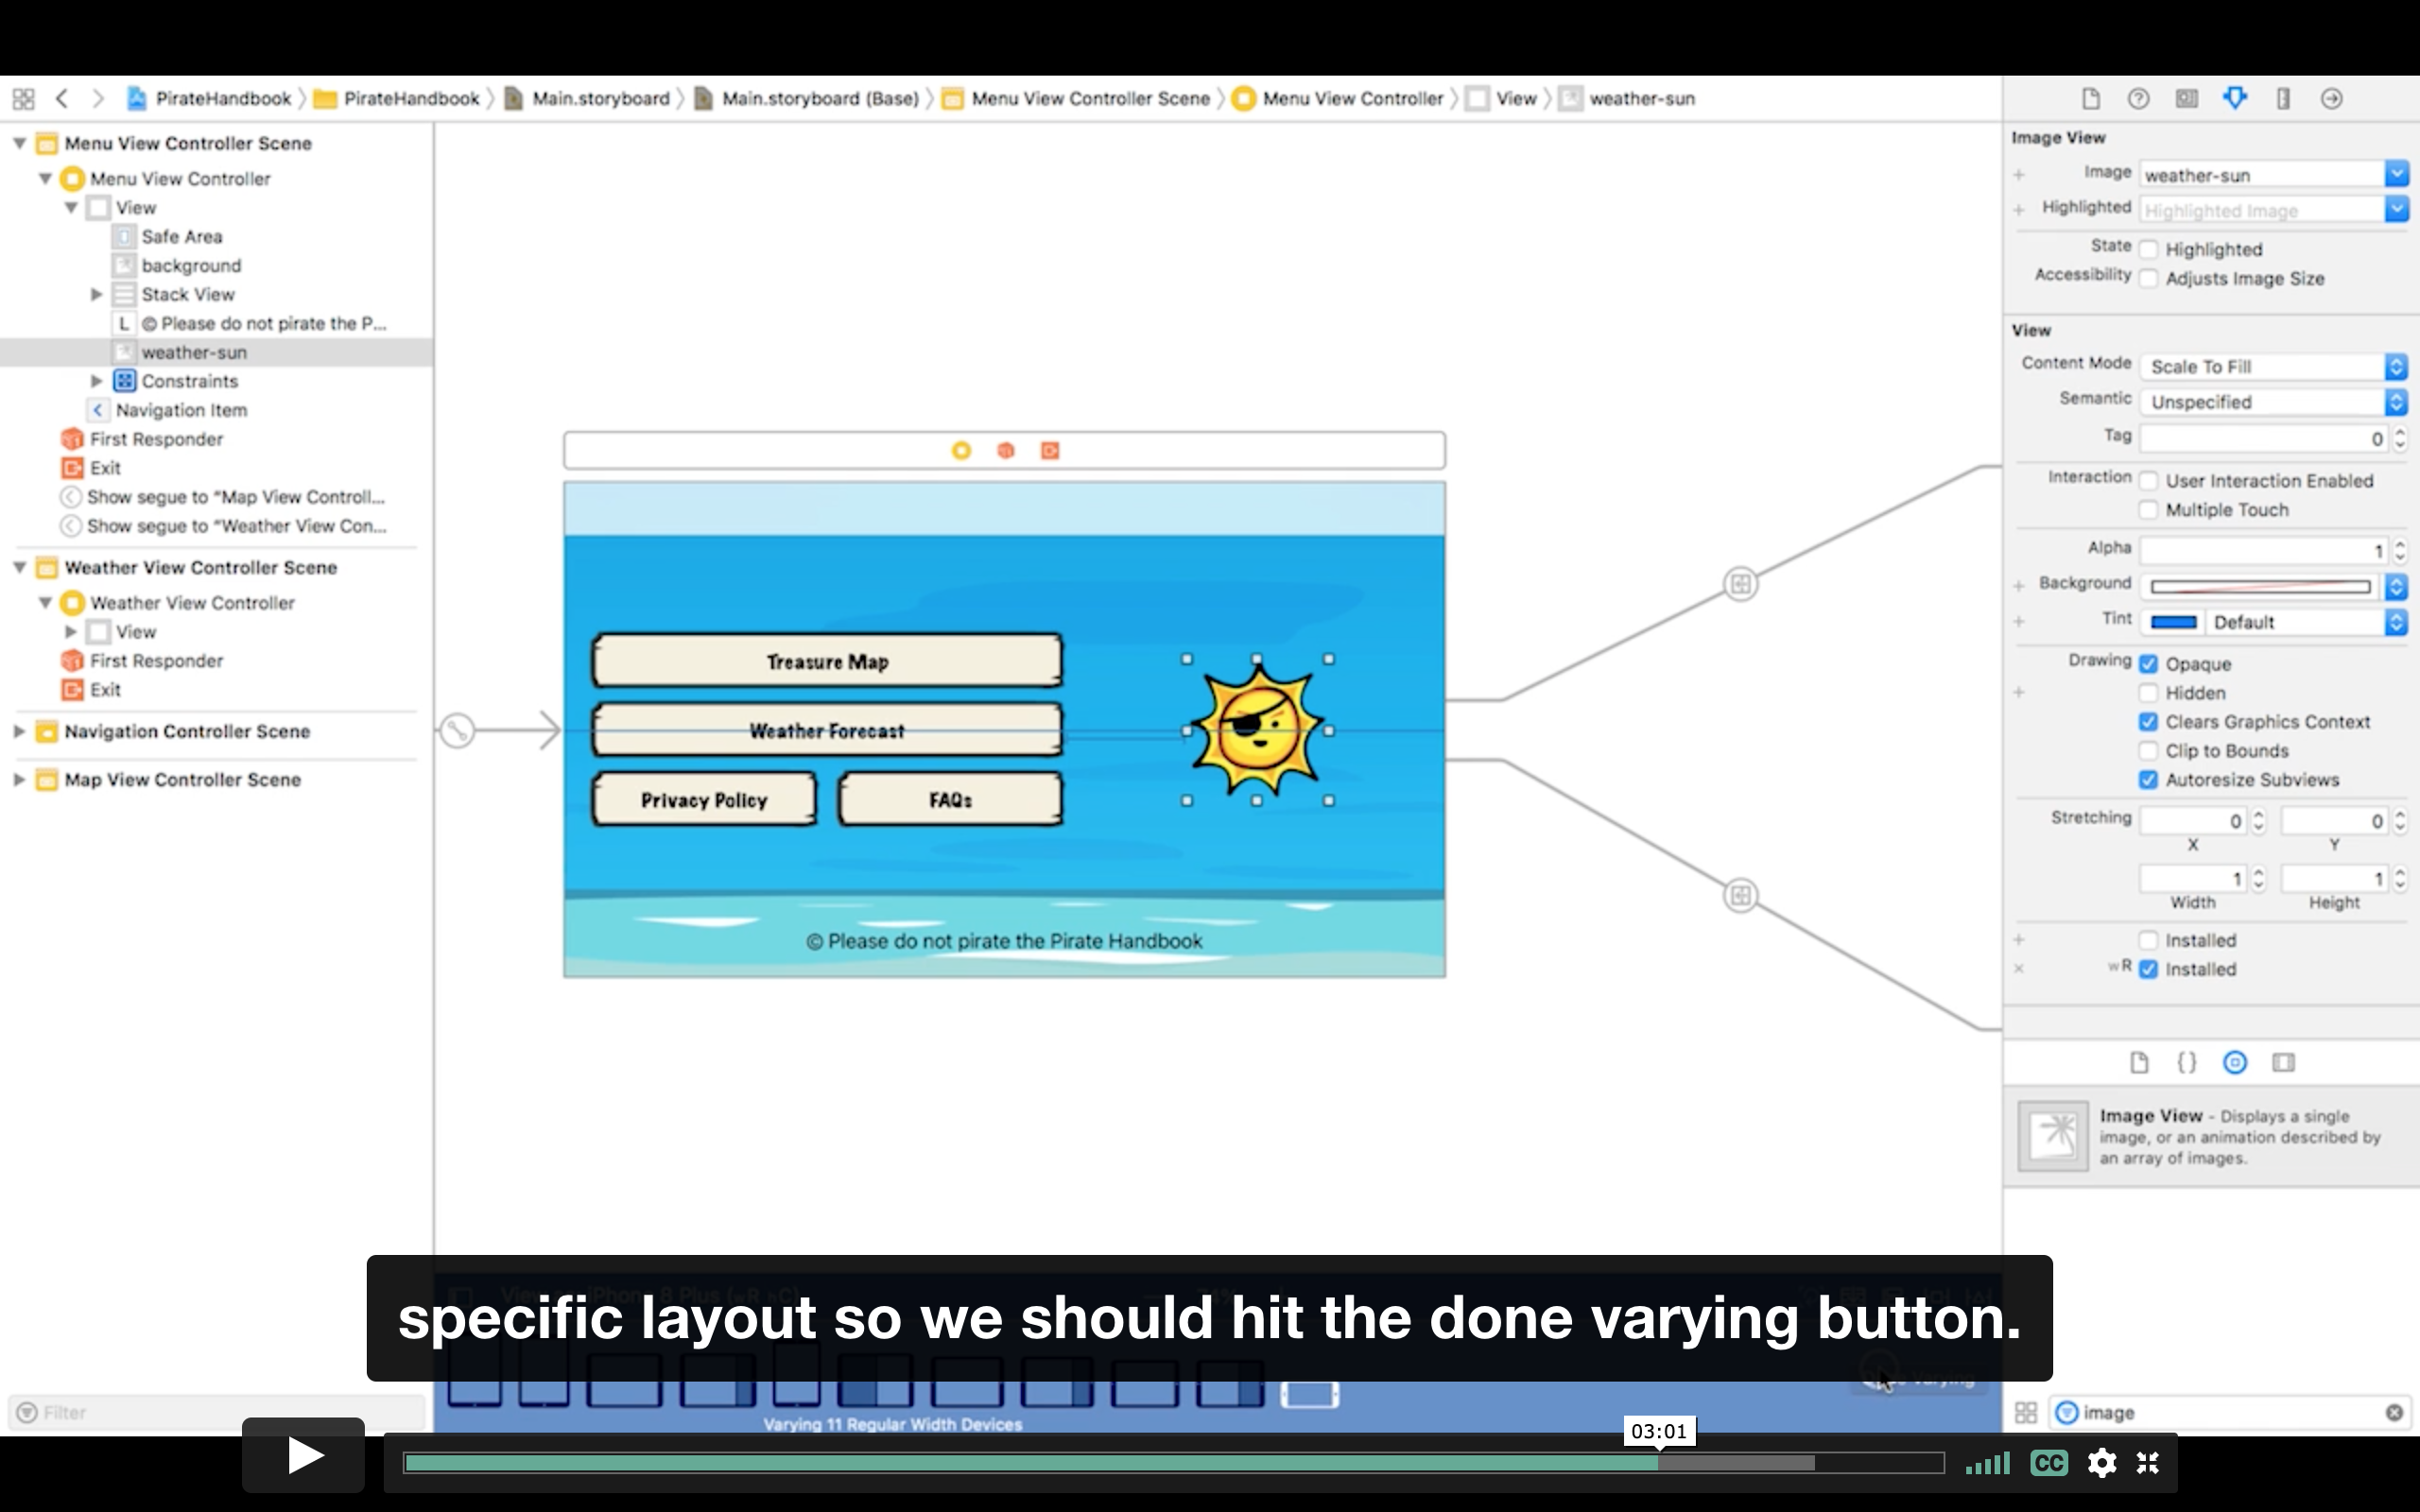 PirateHandbook PirateHandbook Main.storyboard Main.storyboard (Base) Menu View Controller Scene Menu View Controller View weather-sun
Menu View Controller Scene
Menu View Controller
View
Safe Area
background
Stack View
L © Please do not pirate the P...
weather-sun
Constraints
Navigation Item
First Responder
Exit
Show segue to “Map View Controll...
Show segue to “Weather View Con...
Weather View Controller Scene
Weather View Controller
View
First Responder
Exit
Navigation Controller Scene
Map View Controller Scene
Filter
Treasure Map
Weather Forecast
Privacy Policy FAQs
© Please do not pirate the Pirate Handbook
Image View
Image weather-sun
Highlighted Highlighted Image
State Highlighted
Accessibility Adjusts Image Size
View
Content Mode Scale To Fill
Semantic Unspecified
Tag 0
Interaction User Interaction Enabled
Multiple Touch
Alpha 1
Background
Tint Default
Drawing Opaque
Hidden
Clears Graphics Context
Clip to Bounds
Autoresize Subviews
Stretching 0 0
X Y
1 1
Width Height
Installed
wR Installed
{}
Image View - Displays a single
image, or an animation described by
an array of images.
image
specific layout so we should hit the done varying button.
Varying
Varying 11 Regular Width Devices
03:01
CC